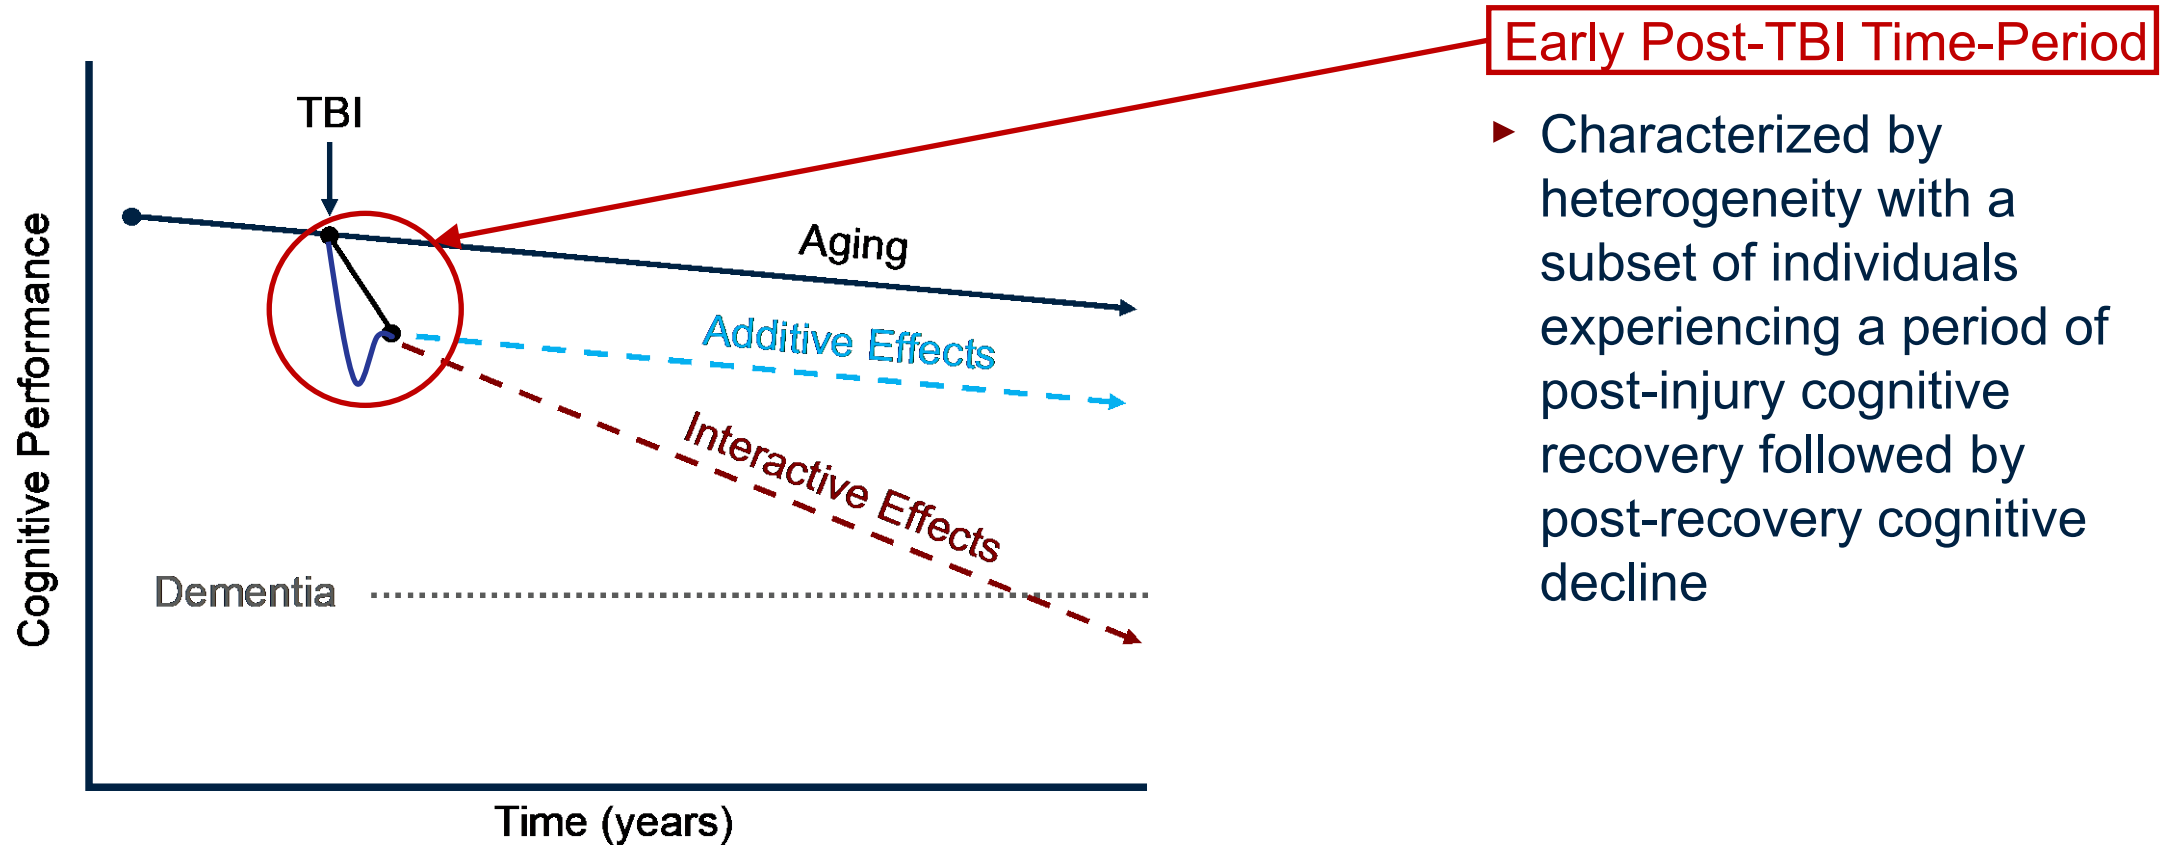 Early Post-TBI Time-Period
TBI
Aging
Additive Effects
Interactive Effects
Dementia
Cognitive Performance
Time (years)
► Characterized by
heterogeneity with a
subset of individuals
experiencing a period of
post-injury cognitive
recovery followed by
post-recovery cognitive
decline